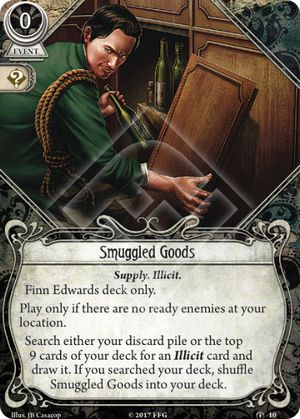 0
EVENT
?
Smuggled Goods
Supply. Illicit.
Finn Edwards deck only.
Play only if there are no ready enemies at your
location.
Search either your discard pile or the top
9 cards of your deck for an Illicit card and
draw it. If you searched your deck, shuffle
Smuggled Goods into your deck.
Illus. JB Casacop
© 2017 FFG
10